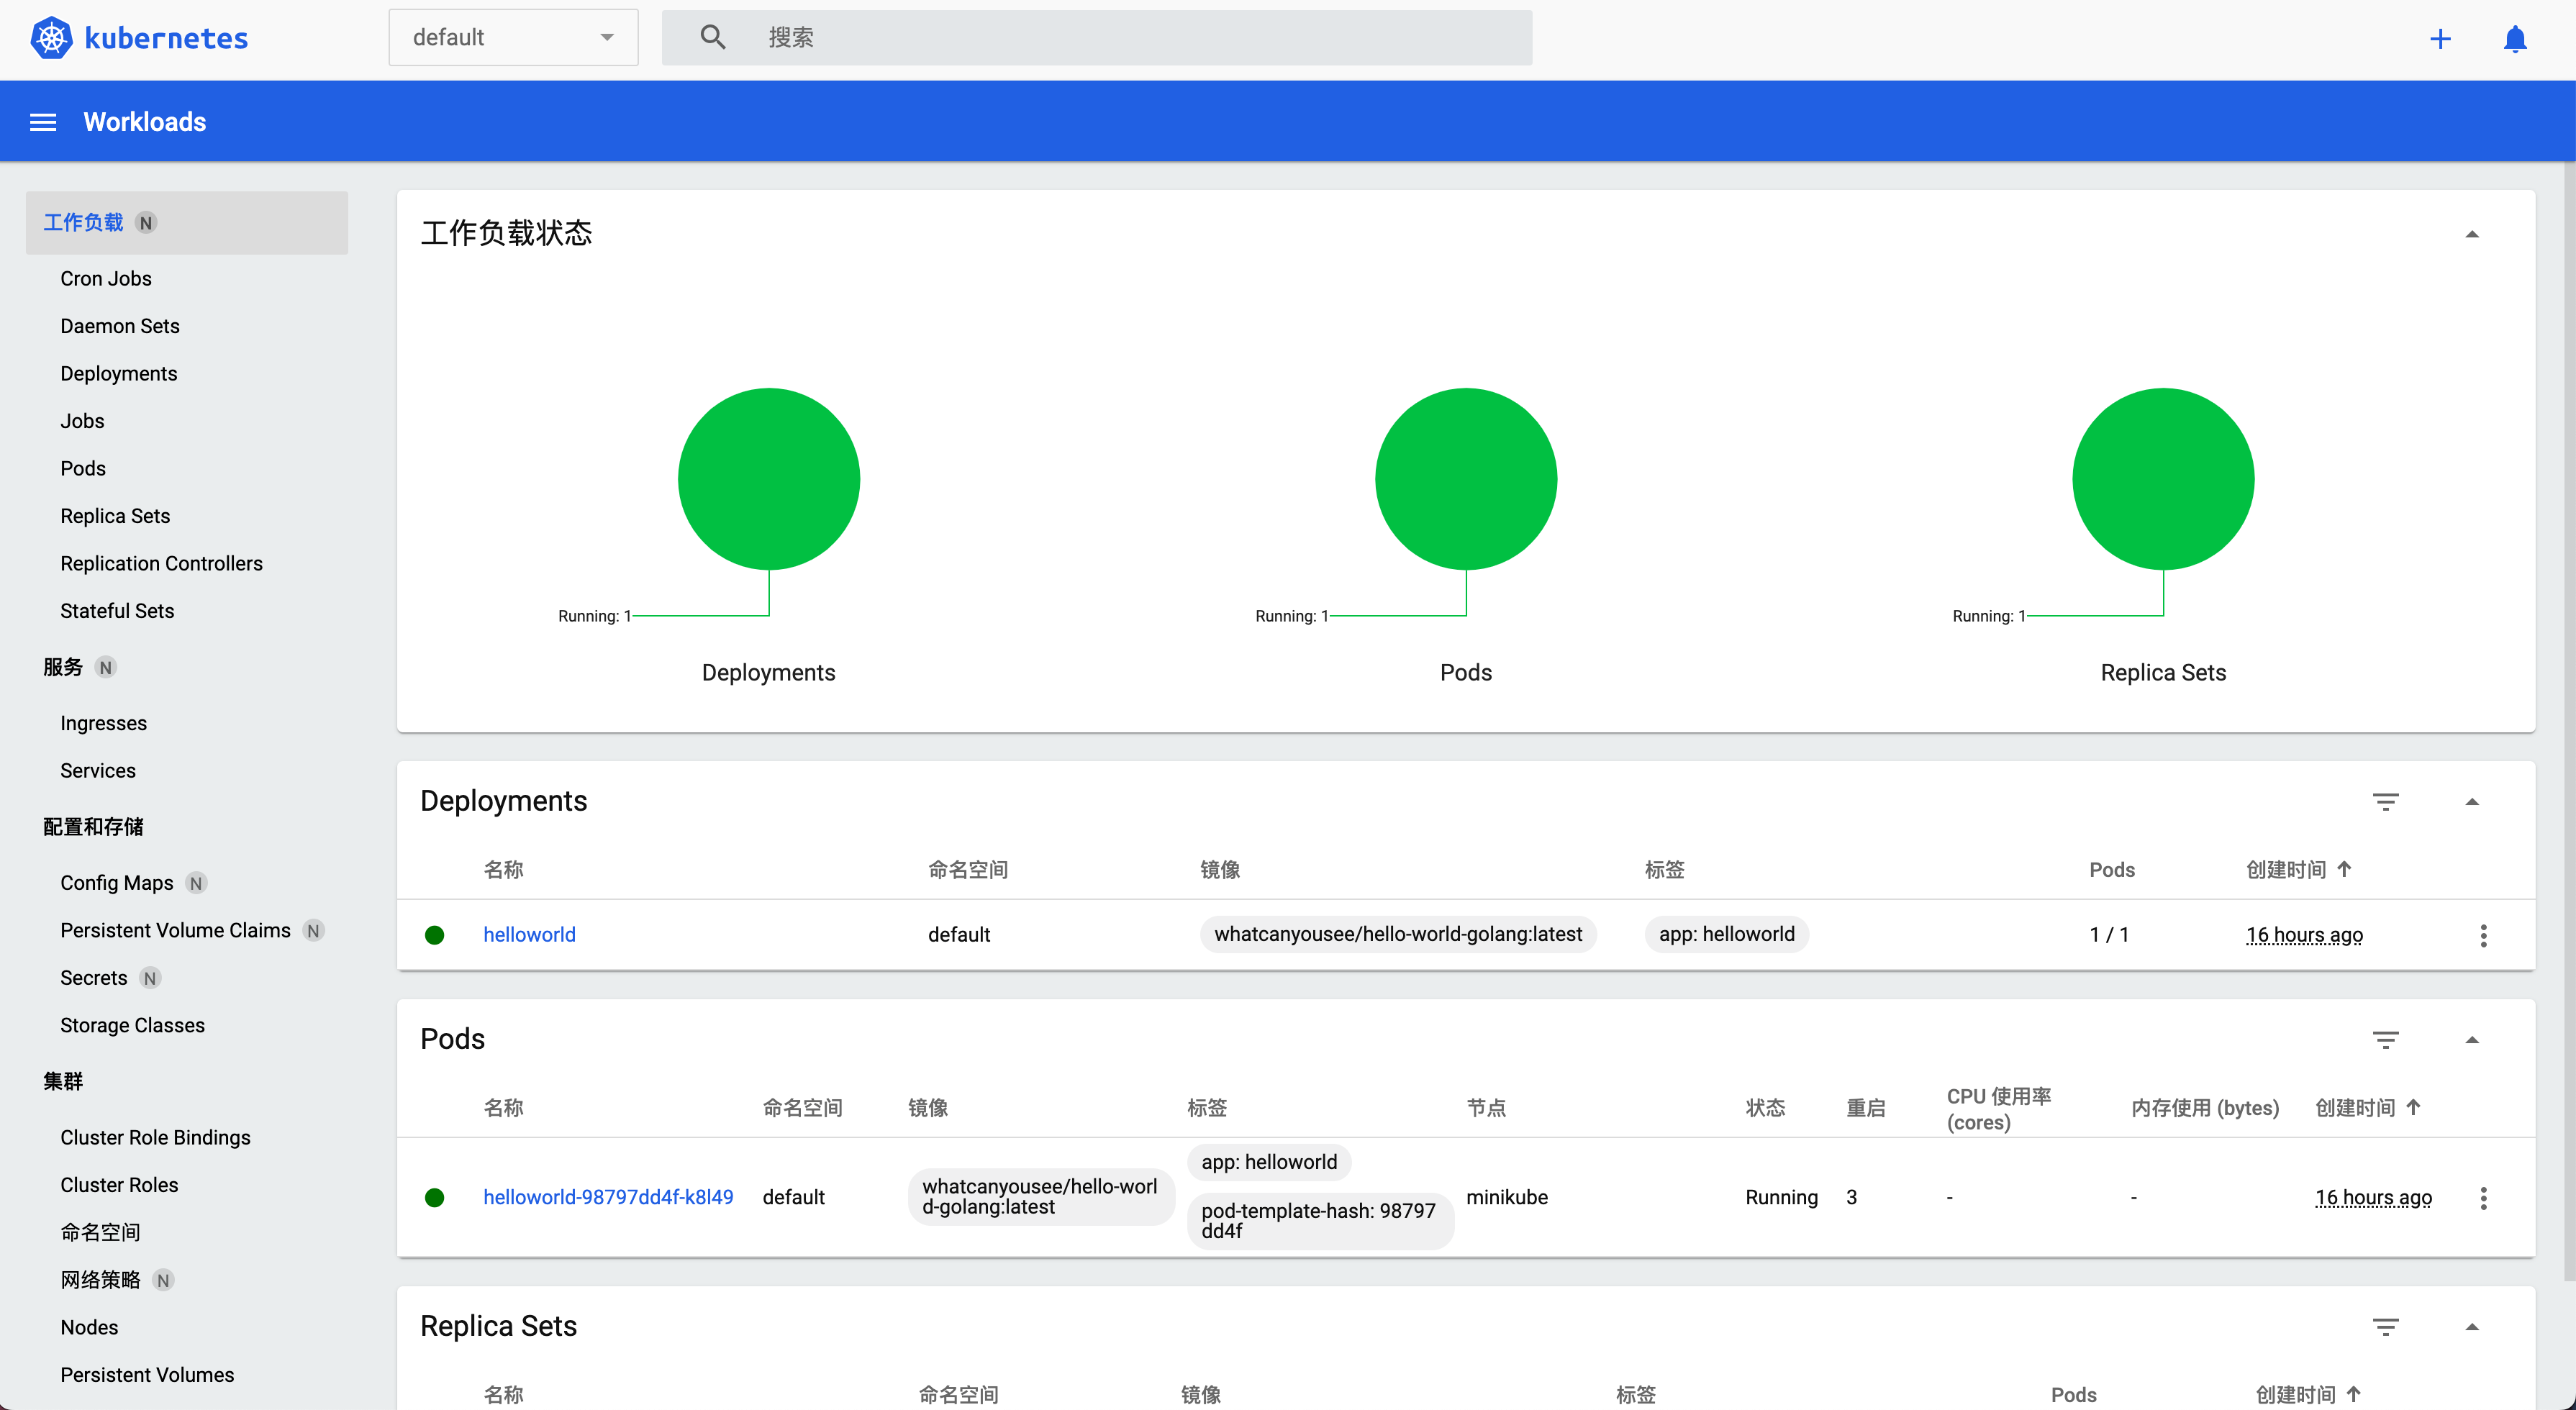 kubernetes
default
搜索
Workloads
工作负载 N
Cron Jobs
Daemon Sets
Deployments
Jobs
Pods
Replica Sets
Replication Controllers
Stateful Sets
服务 N
Ingresses
Services
配置和存储
Config Maps N
Persistent Volume Claims N
Secrets N
Storage Classes
集群
Cluster Role Bindings
Cluster Roles
命名空间
网络策略 N
Nodes
Persistent Volumes
工作负载状态
Running: 1
Deployments
Running: 1
Pods
Running: 1
Replica Sets
Deployments
名称 命名空间 镜像 标签 Pods 创建时间
helloworld default whatcanyousee/hello-world-golang:latest app: helloworld 1 / 1 16 hours ago
Pods
名称 命名空间 镜像 标签 节点 状态 重启 CPU 使用率 (cores) 内存使用 (bytes) 创建时间
helloworld-98797dd4f-k8l49 default
whatcanyousee/hello-worl
d-golang:latest
app: helloworld
pod-template-hash: 98797
dd4f
minikube Running 3 - - 16 hours ago
Replica Sets
名称 命名空间 镜像 标签 Pods 创建时间